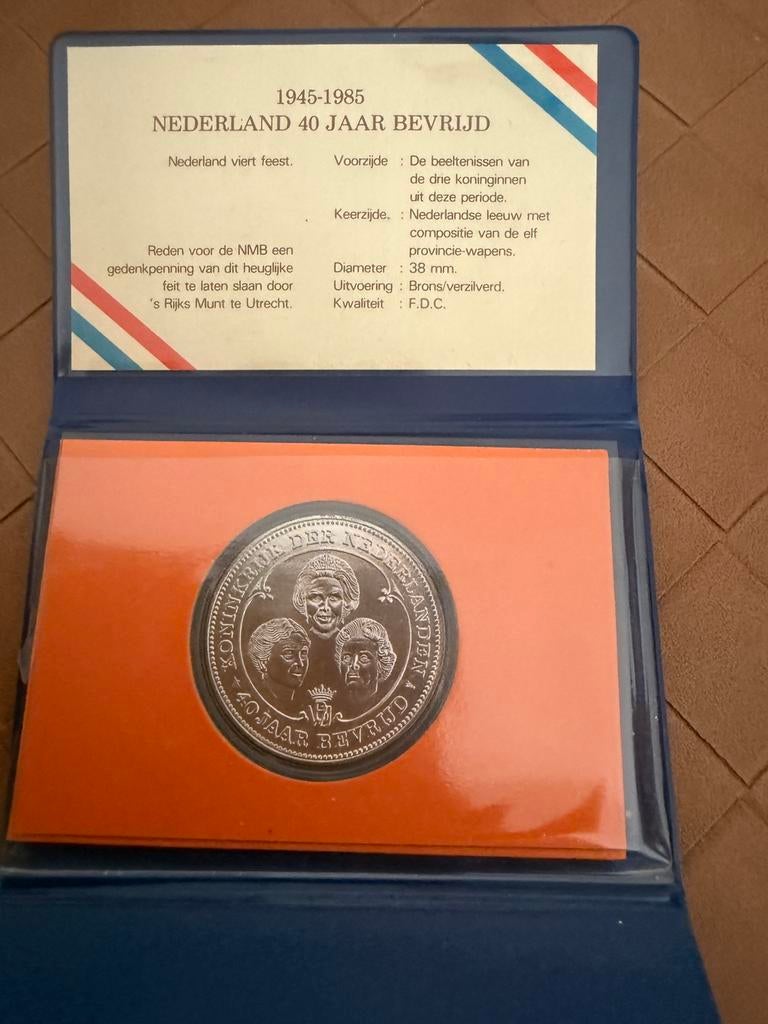 1945-1985
NEDERLAND 40 JAAR BEVRIJD
Nederland viert feest.
Reden voor de NMB een
gedenkpenning van dit heuglijke
feit te laten slaan door
's Rijks Munt te Utrecht.
Voorzijde : De beeltenissen van
de drie koninginnen
uit deze periode.
Keerzijde. : Nederlandse leeuw met
compositie van de elf
provincie-wapens.
Diameter : 38 mm.
Uitvoering : Brons/verzilverd.
Kwaliteit : F.D.C.
KONINKRIJK DER NEDERLANDEN
40 JAAR BEVRIJD